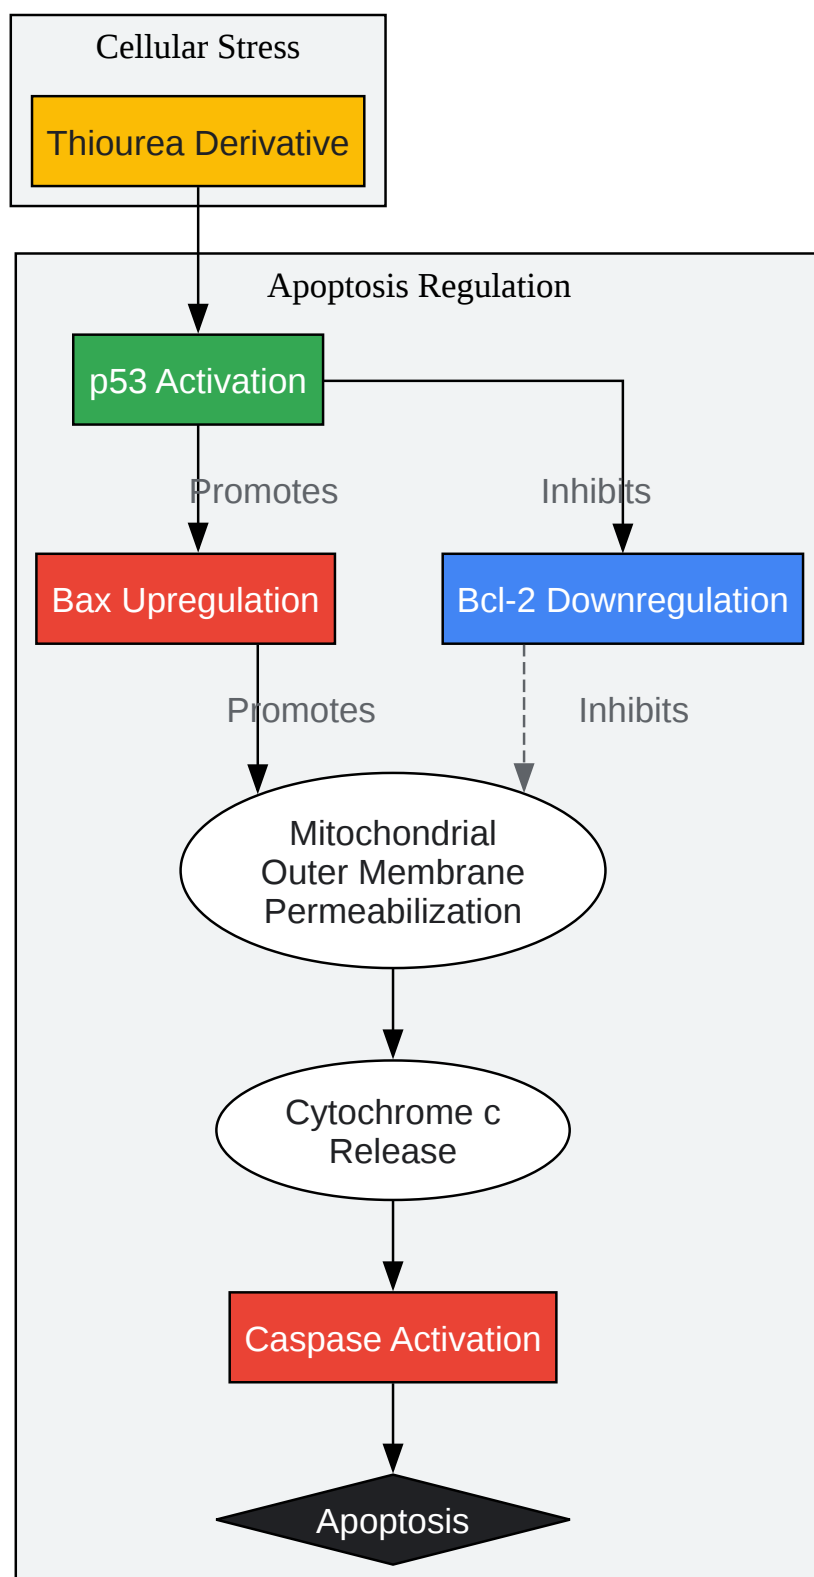 Cellular Stress
Thiourea Derivative
Apoptosis Regulation
p53 Activation
Promotes
Inhibits
Bax Upregulation
Bcl-2 Downregulation
Promotes
Inhibits
Mitochondrial
Outer Membrane
Permeabilization
Cytochrome c
Release
Caspase Activation
Apoptosis